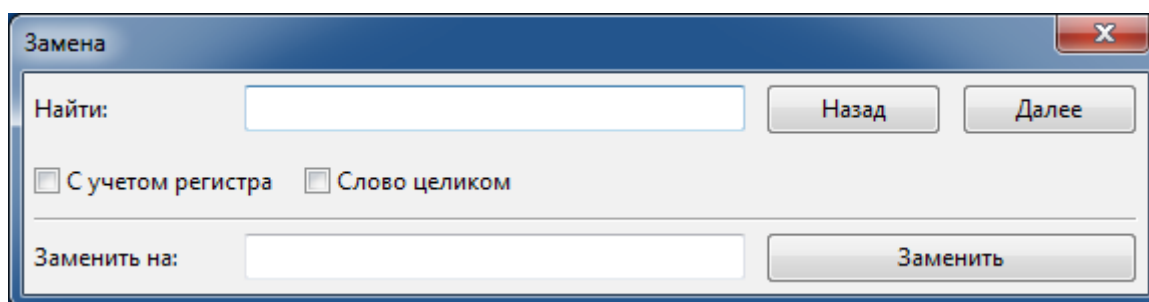 Замена
Найти: Назад Далее
С учетом регистра Слово целиком
Заменить на: Заменить